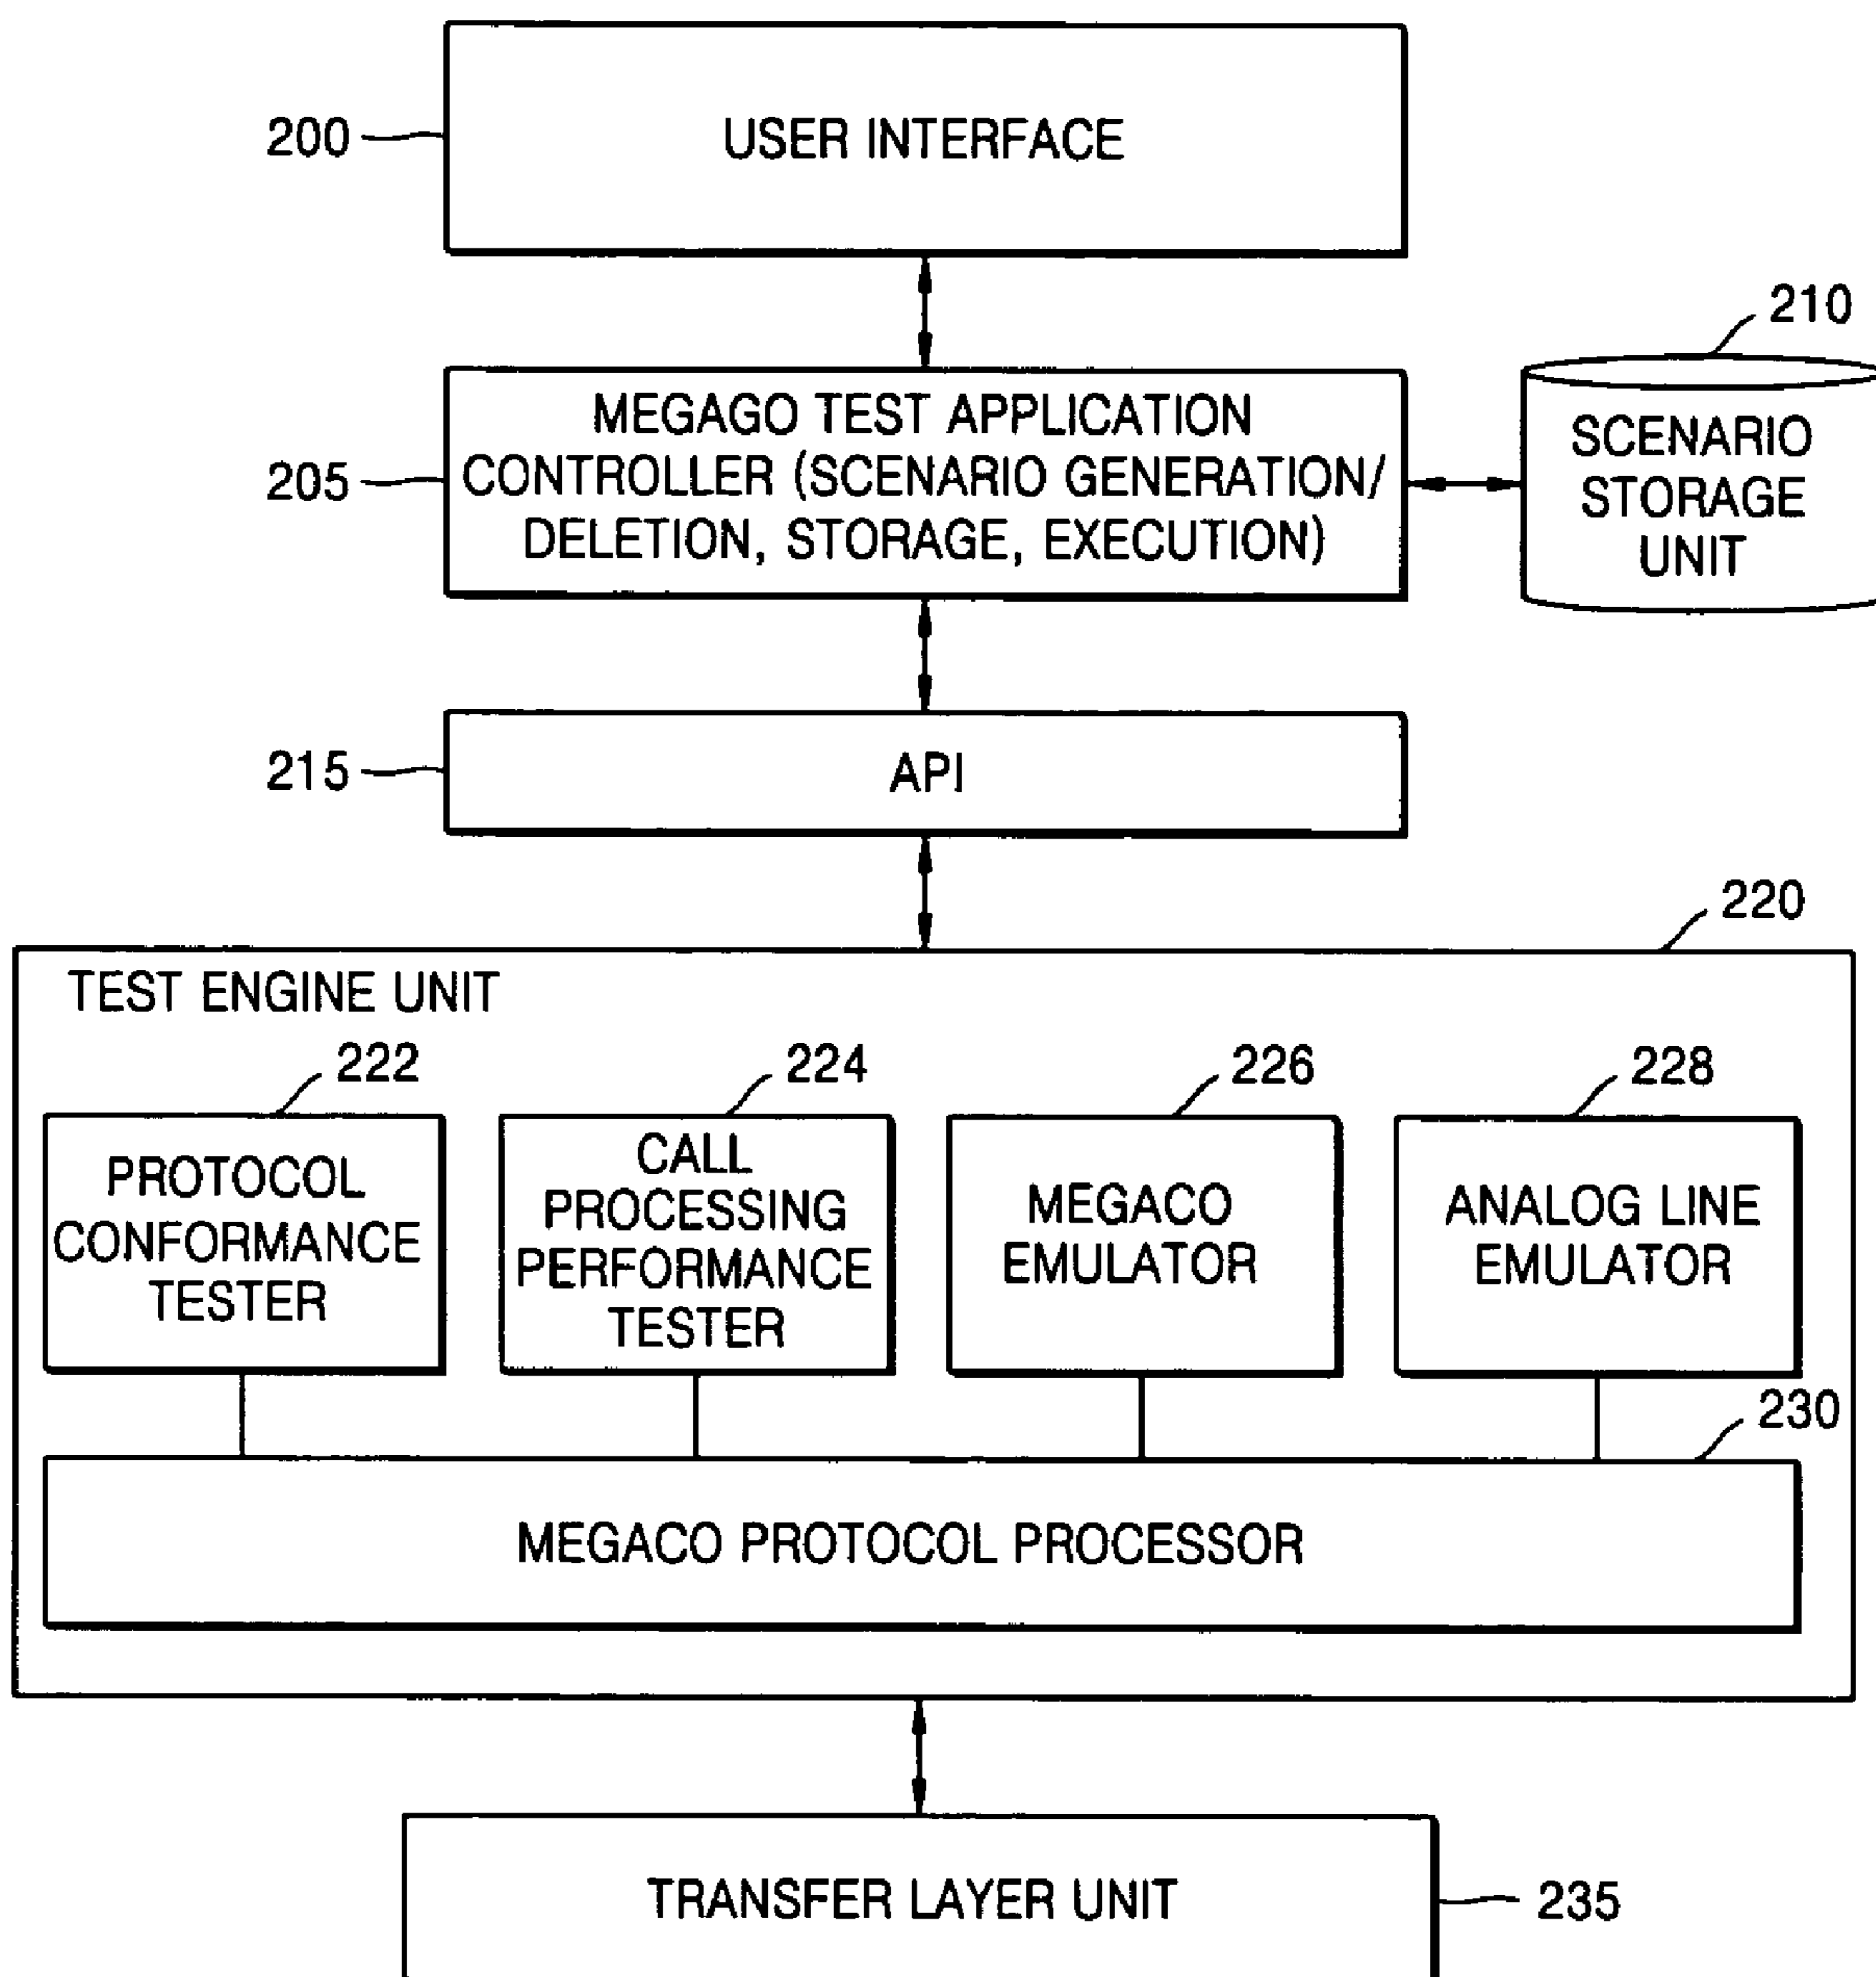 200
USER INTERFACE
210
205
MEGAGO TEST APPLICATION
CONTROLLER (SCENARIO GENERATION/
DELETION, STORAGE, EXECUTION)
SCENARIO
STORAGE
UNIT
215
API
220
TEST ENGINE UNIT
222
224
226
228
PROTOCOL
CONFORMANCE
TESTER
CALL
PROCESSING
PERFORMANCE
TESTER
MEGACO
EMULATOR
ANALOG LINE
EMULATOR
230
MEGACO PROTOCOL PROCESSOR
TRANSFER LAYER UNIT
235